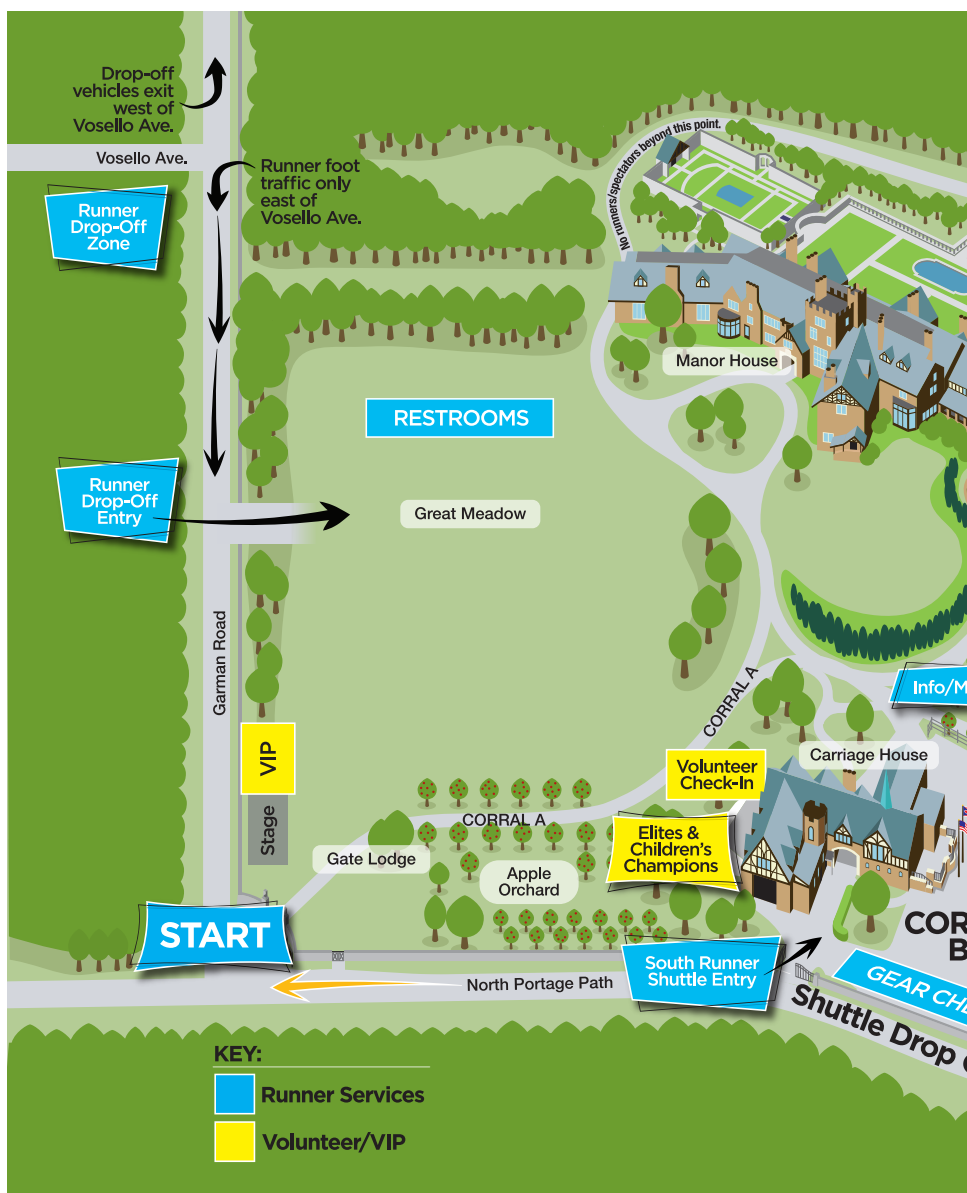 Drop-off
vehicles exit
west of
Vosello Ave.
Vosello Ave.
Runner foot
traffic only
east of
Vosello Ave.
No runners/spectators beyond this point.
Runner
Drop-Off
Zone
Manor House
RESTROOMS
Runner
Drop-Off
Entry
Great Meadow
Garman Road
CORRAL A
Info/M
VIP
Stage
Volunteer
Check-In
Carriage House
CORRAL A
Elites &
Children's
Champions
Gate Lodge
Apple
Orchard
START
COR
B
South Runner
Shuttle Entry
North Portage Path
GEAR CHE
Shuttle Drop
KEY:
Runner Services
Volunteer/VIP